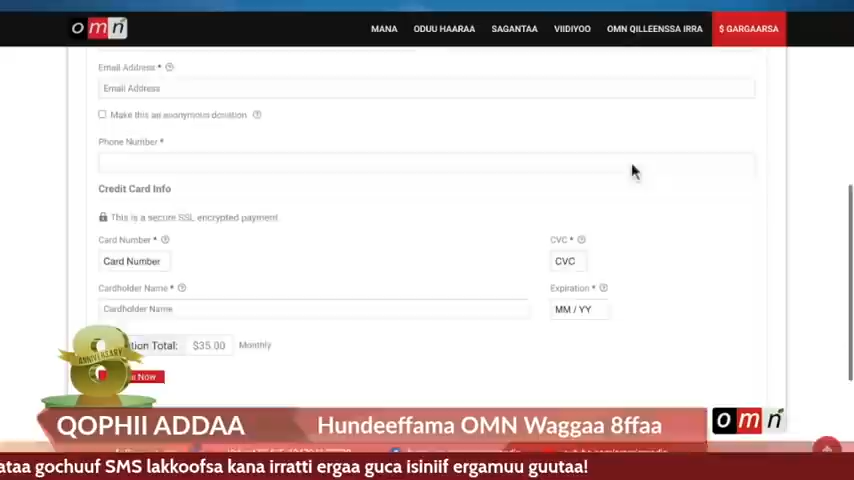 omn
MANA ODUU HAARAA SAGANTAA VIIDIYOO OMN QILLEENSSA IRRA $ GARGAARSA
Email Address *
Email Address
Make this an anonymous donation
Phone Number *
Credit Card Info
This is a secure SSL encrypted payment.
Card Number * CVC *
Card Number CVC
Cardholder Name * Expiration *
Cardholder Name MM / YY
tion Total: $35.00 Monthly
Now
8 ANNIVERSARY
QOPHII ADDAA Hundeeffama OMN Waggaa 8ffaa omn
ataa gochuuf SMS lakkoofsa kana irratti ergaa guca isiniif ergamuu guutaa!